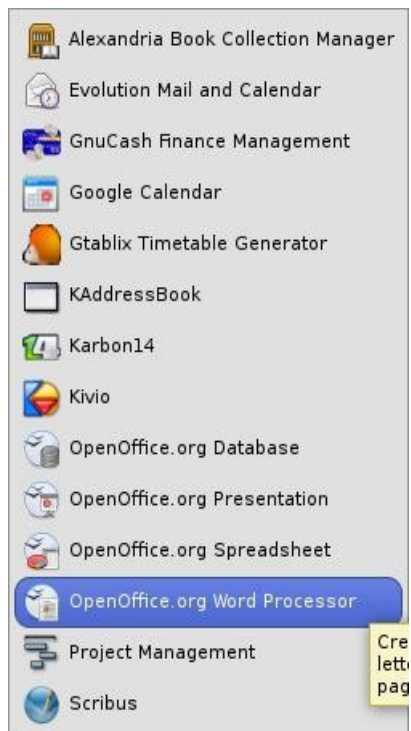 Alexandria Book Collection Manager
Evolution Mail and Calendar
GnuCash Finance Management
Google Calendar
Gtablix Timetable Generator
KAddressBook
Karbon14
Kivio
OpenOffice.org Database
OpenOffice.org Presentation
OpenOffice.org Spreadsheet
OpenOffice.org Word Processor
Cre
Project Management
lett
pag
Scribus